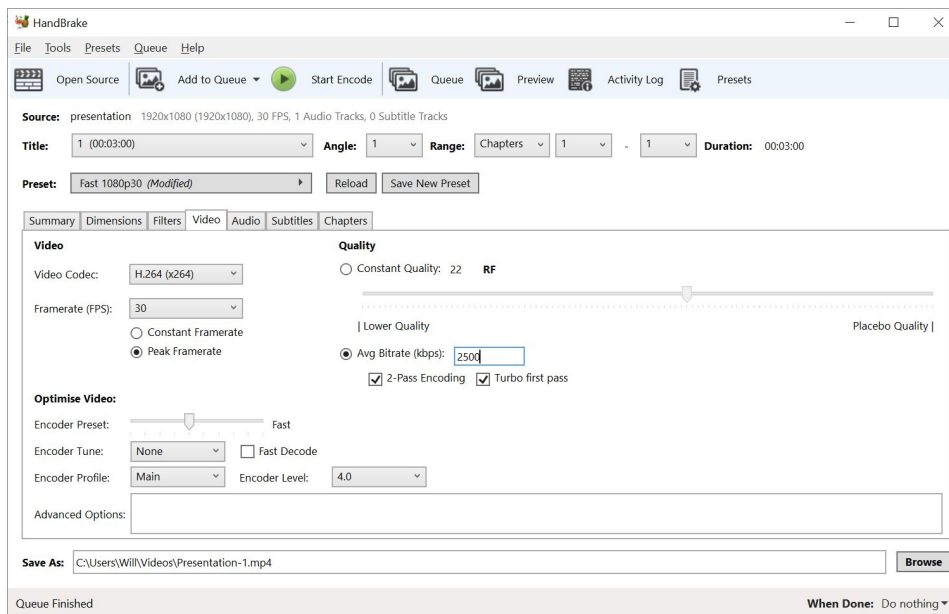 HandBrake
File Tools Presets Queue Help
Open Source Add to Queue Start Encode Queue Preview Activity Log Presets
Source: presentation 1920x1080 (1920x1080), 30 FPS, 1 Audio Tracks, 0 Subtitle Tracks
Title: 1 (00:03:00) Angle: 1 Range: Chapters 1 - 1 Duration: 00:03:00
Preset: Fast 1080p30 (Modified) Reload Save New Preset
Summary Dimensions Filters Video Audio Subtitles Chapters
Video Quality
Video Codec: H.264 (x264) Constant Quality: 22 RF
Framerate (FPS): 30
Constant Framerate | Lower Quality Placebo Quality |
Peak Framerate Avg Bitrate (kbps): 2500
2-Pass Encoding Turbo first pass
Optimise Video:
Encoder Preset: Fast
Encoder Tune: None Fast Decode
Encoder Profile: Main Encoder Level: 4.0
Advanced Options:
Save As: C:\Users\Will\Videos\Presentation-1.mp4 Browse
Queue Finished When Done: Do nothing